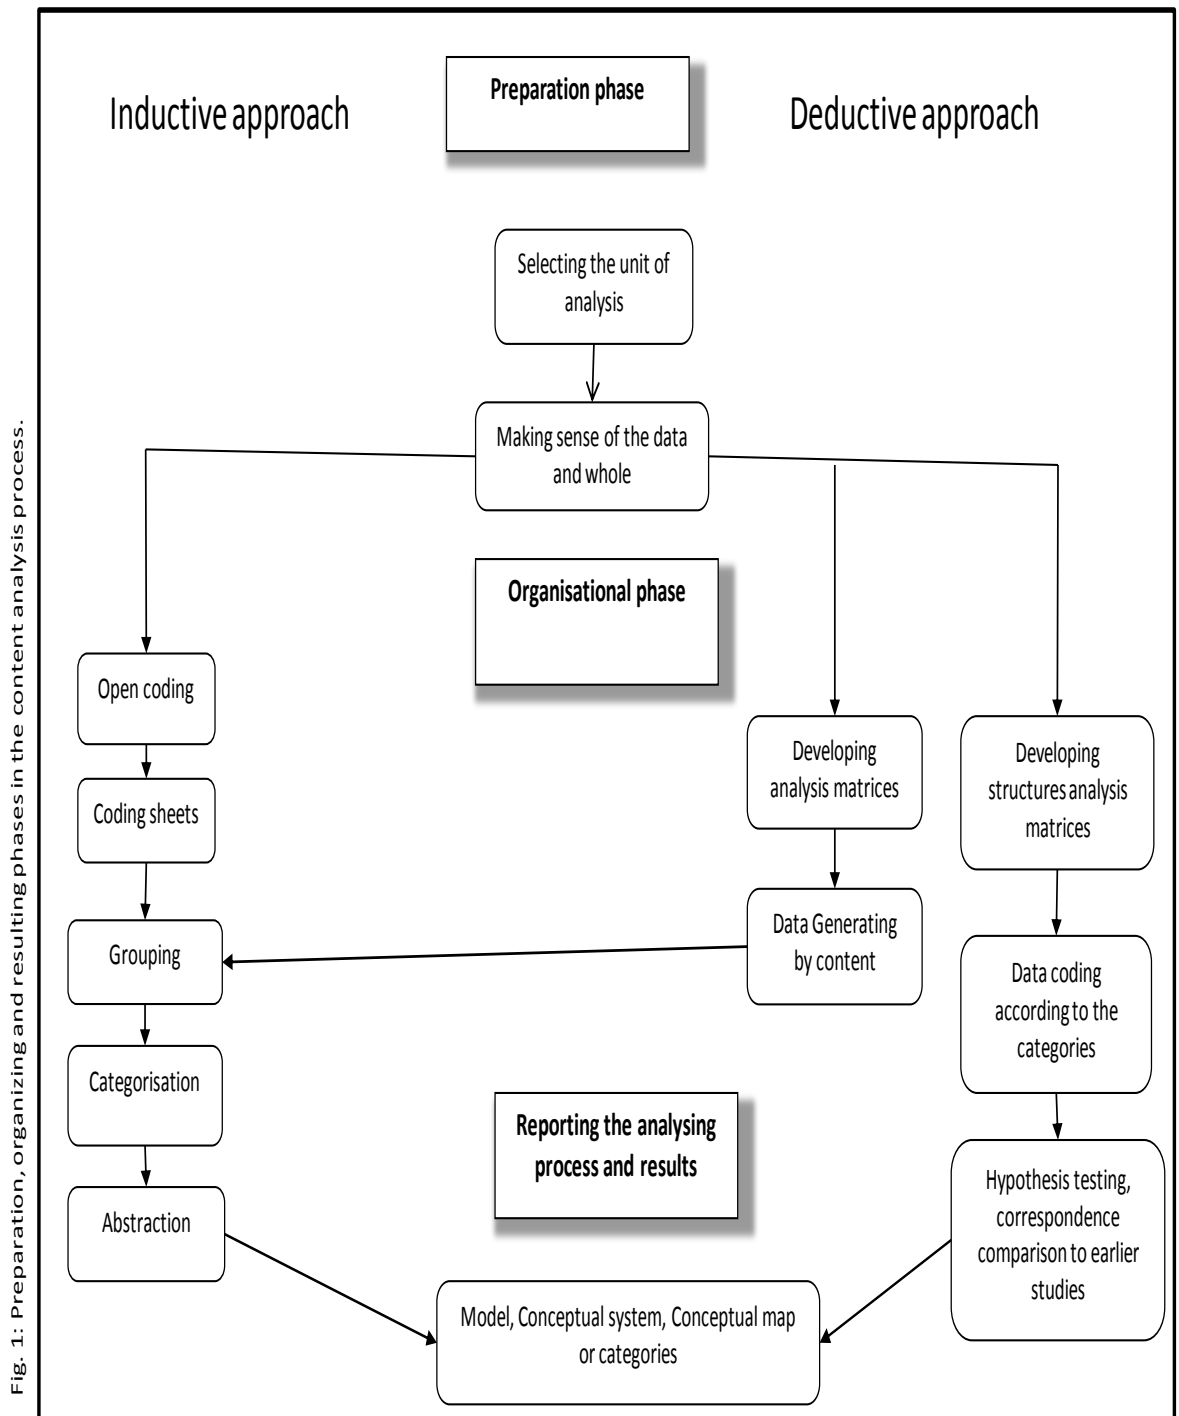 Inductive approach
Preparation phase
Deductive approach
Selecting the unit of
analysis
Making sense of the data
and whole
Organisational phase
Open coding
Developing
analysis matrices
Developing
structures analysis
matrices
Coding sheets
Grouping
Data Generating
by content
Data coding
according to the
categories
Categorisation
Reporting the analysing
process and results
Abstraction
Hypothesis testing,
correspondence
comparison to earlier
studies
Model, Conceptual system, Conceptual map
or categories
Fig. 1: Preparation, organizing and resulting phases in the content analysis process.